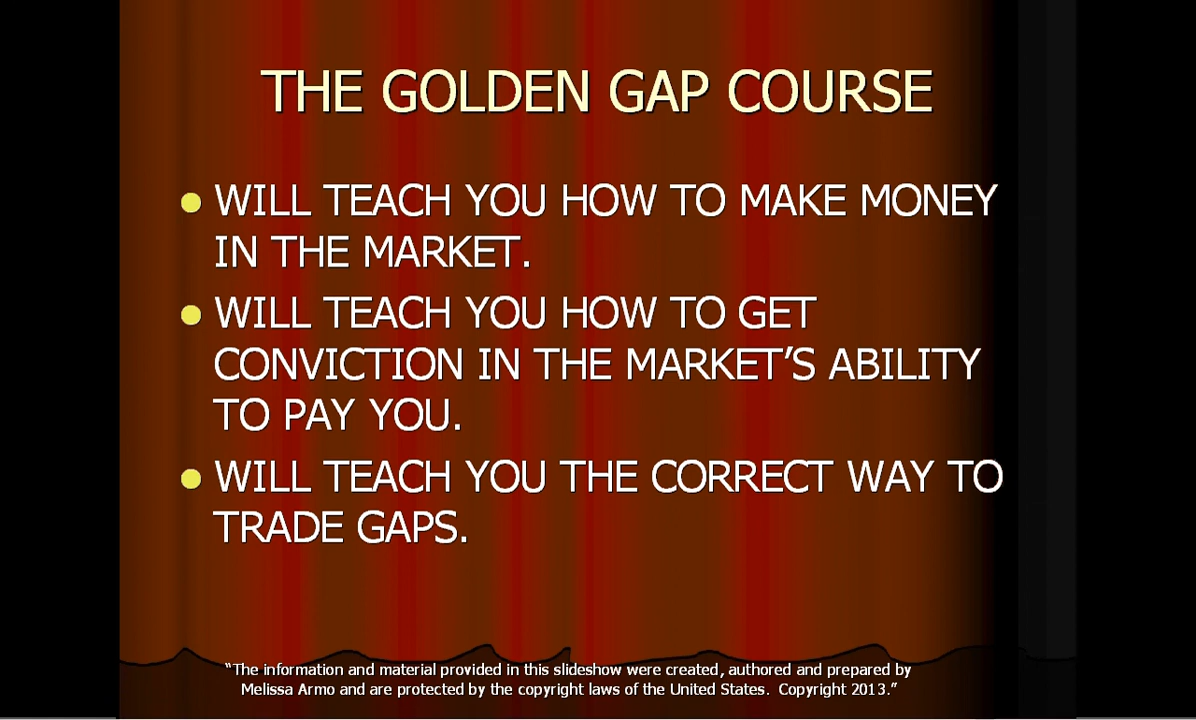 THE GOLDEN GAP COURSE
● WILL TEACH YOU HOW TO MAKE MONEY
IN THE MARKET.
● WILL TEACH YOU HOW TO GET
CONVICTION IN THE MARKET’S ABILITY
TO PAY YOU.
● WILL TEACH YOU THE CORRECT WAY TO
TRADE GAPS.
“The information and material provided in this slideshow were created, authored and prepared by
Melissa Armo and are protected by the copyright laws of the United States.  Copyright 2013.”